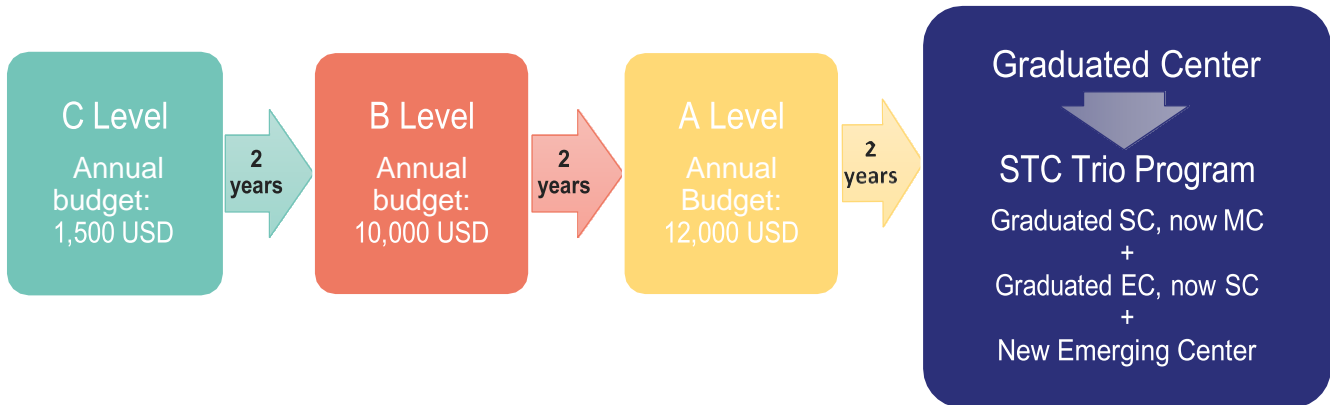 C Level
Annual
budget:
1,500 USD
2
years
B Level
Annual
budget:
10,000 USD
2
years
A Level
Annual
Budget:
12,000 USD
2
years
Graduated Center
STC Trio Program
Graduated SC, now MC
+
Graduated EC, now SC
+
New Emerging Center